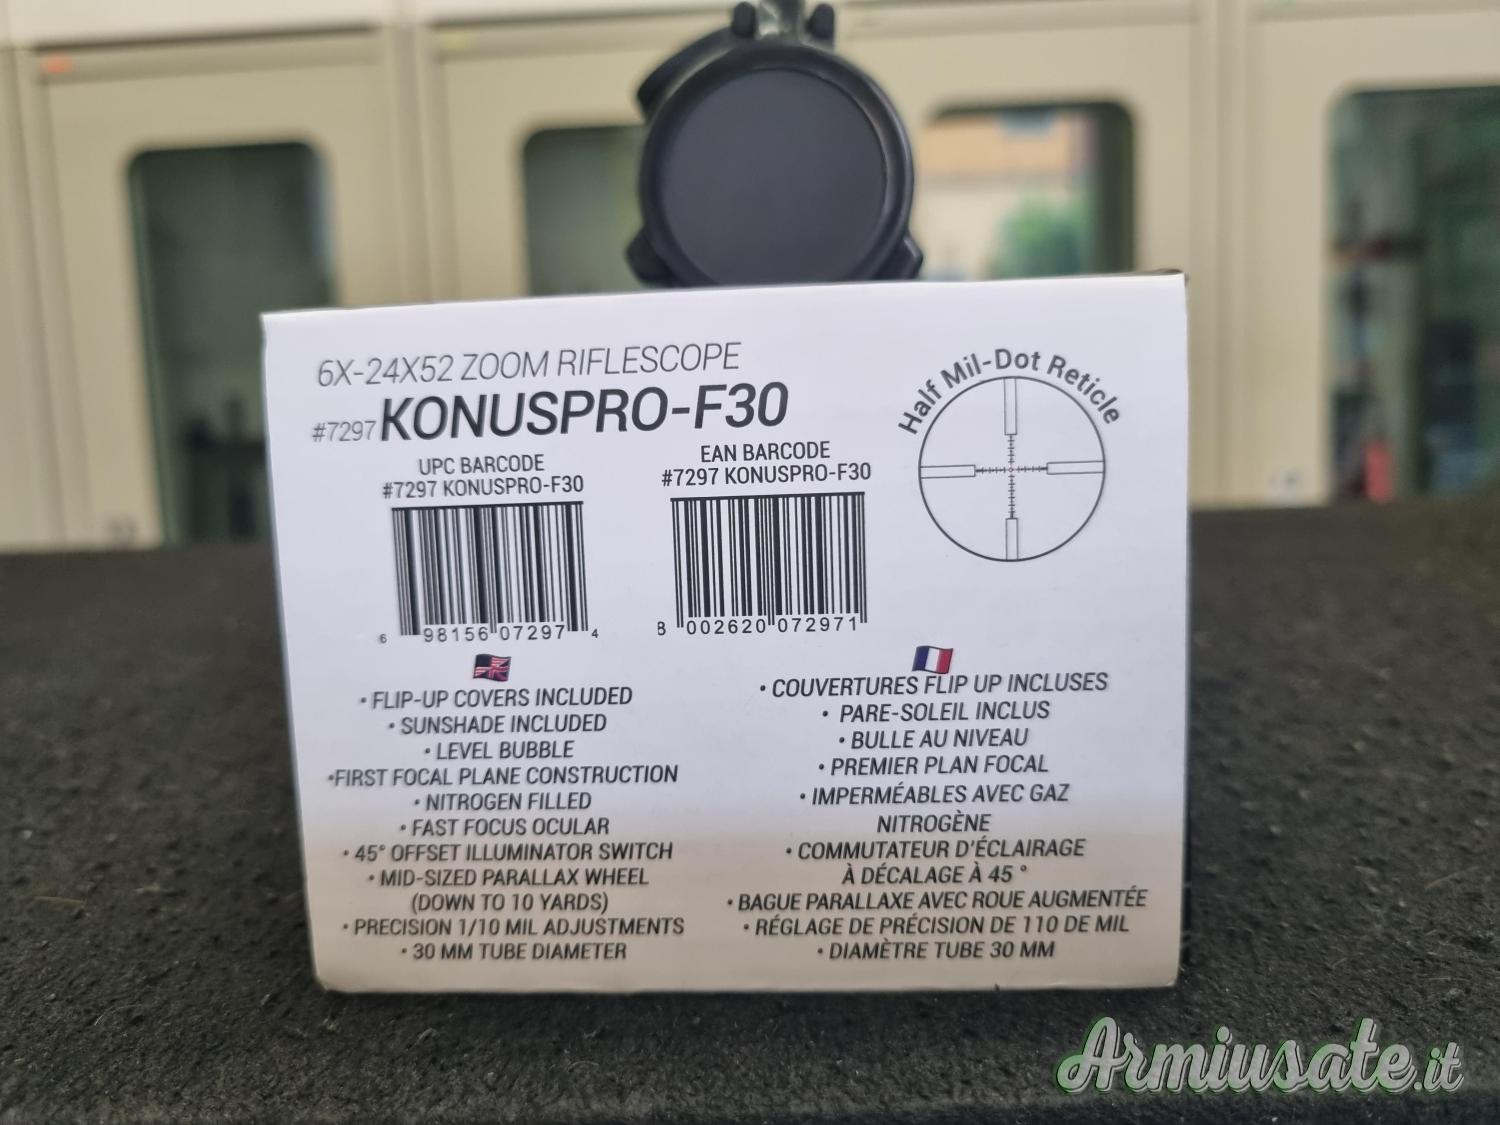 6X-24X52 ZOOM RIFLESCOPE
#7297 KONUSPRO-F30
Half Mil-Dot Reticle
UPC BARCODE
#7297 KONUSPRO-F30
6 98156 07297 4
EAN BARCODE
#7297 KONUSPRO-F30
8 002620 072971
• FLIP-UP COVERS INCLUDED
• SUNSHADE INCLUDED
• LEVEL BUBBLE
•FIRST FOCAL PLANE CONSTRUCTION
• NITROGEN FILLED
• FAST FOCUS OCULAR
• 45° OFFSET ILLUMINATOR SWITCH
• MID-SIZED PARALLAX WHEEL
(DOWN TO 10 YARDS)
• PRECISION 1/10 MIL ADJUSTMENTS
• 30 MM TUBE DIAMETER
• COUVERTURES FLIP UP INCLUSES
• PARE-SOLEIL INCLUS
• BULLE AU NIVEAU
• PREMIER PLAN FOCAL
• IMPERMÉABLES AVEC GAZ
NITROGÈNE
• COMMUTATEUR D'ÉCLAIRAGE
À DÉCALAGE À 45 °
• BAGUE PARALLAXE AVEC ROUE AUGMENTÉE
• RÉGLAGE DE PRÉCISION DE 110 DE MIL
• DIAMÈTRE TUBE 30 MM
Armiusate.it